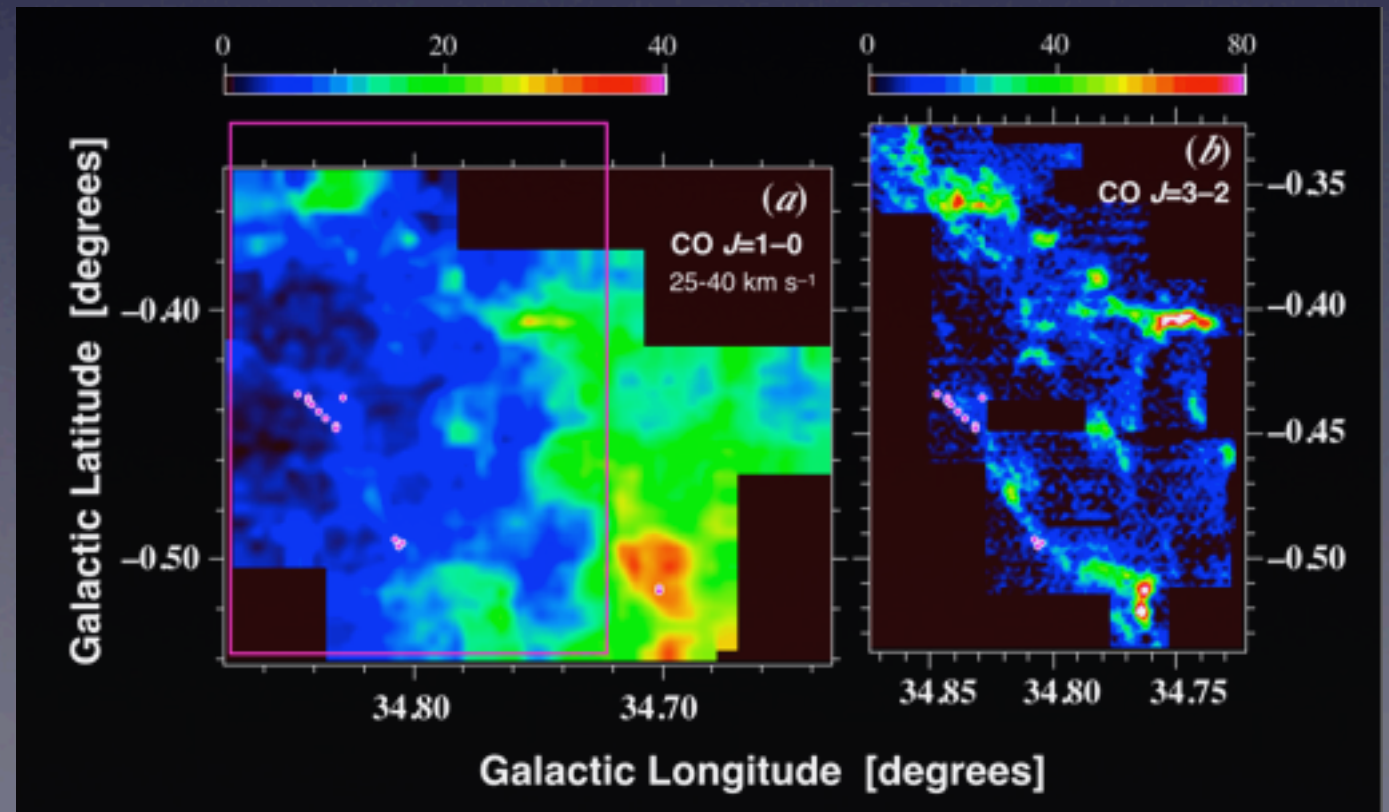 0 20 40
0 40 80
(a)
CO J=1–0
25-40 km s⁻¹
(b)
CO J=3–2
–0.35
–0.40
–0.45
–0.50
–0.40
–0.50
Galactic Latitude [degrees]
34.80 34.70
34.85 34.80 34.75
Galactic Longitude [degrees]